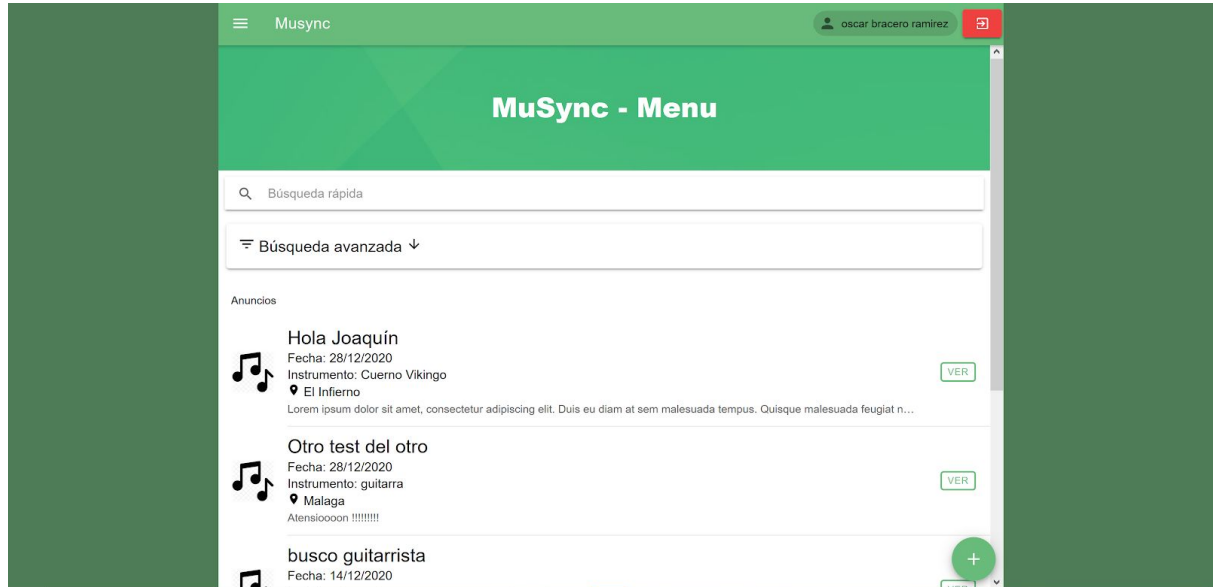 Musync
oscar bracero ramirez
MuSync - Menu
Búsqueda rápida
Búsqueda avanzada
Anuncios
Hola Joaquín
Fecha: 28/12/2020
Instrumento: Cuerno Vikingo
El Infierno
VER
Lorem ipsum dolor sit amet, consectetur adipiscing elit. Duis eu diam at sem malesuada tempus. Quisque malesuada feugiat n...
Otro test del otro
Fecha: 28/12/2020
Instrumento: guitarra
VER
Malaga
Atensioooon !!!!!!!!!
busco guitarrista
Fecha: 14/12/2020